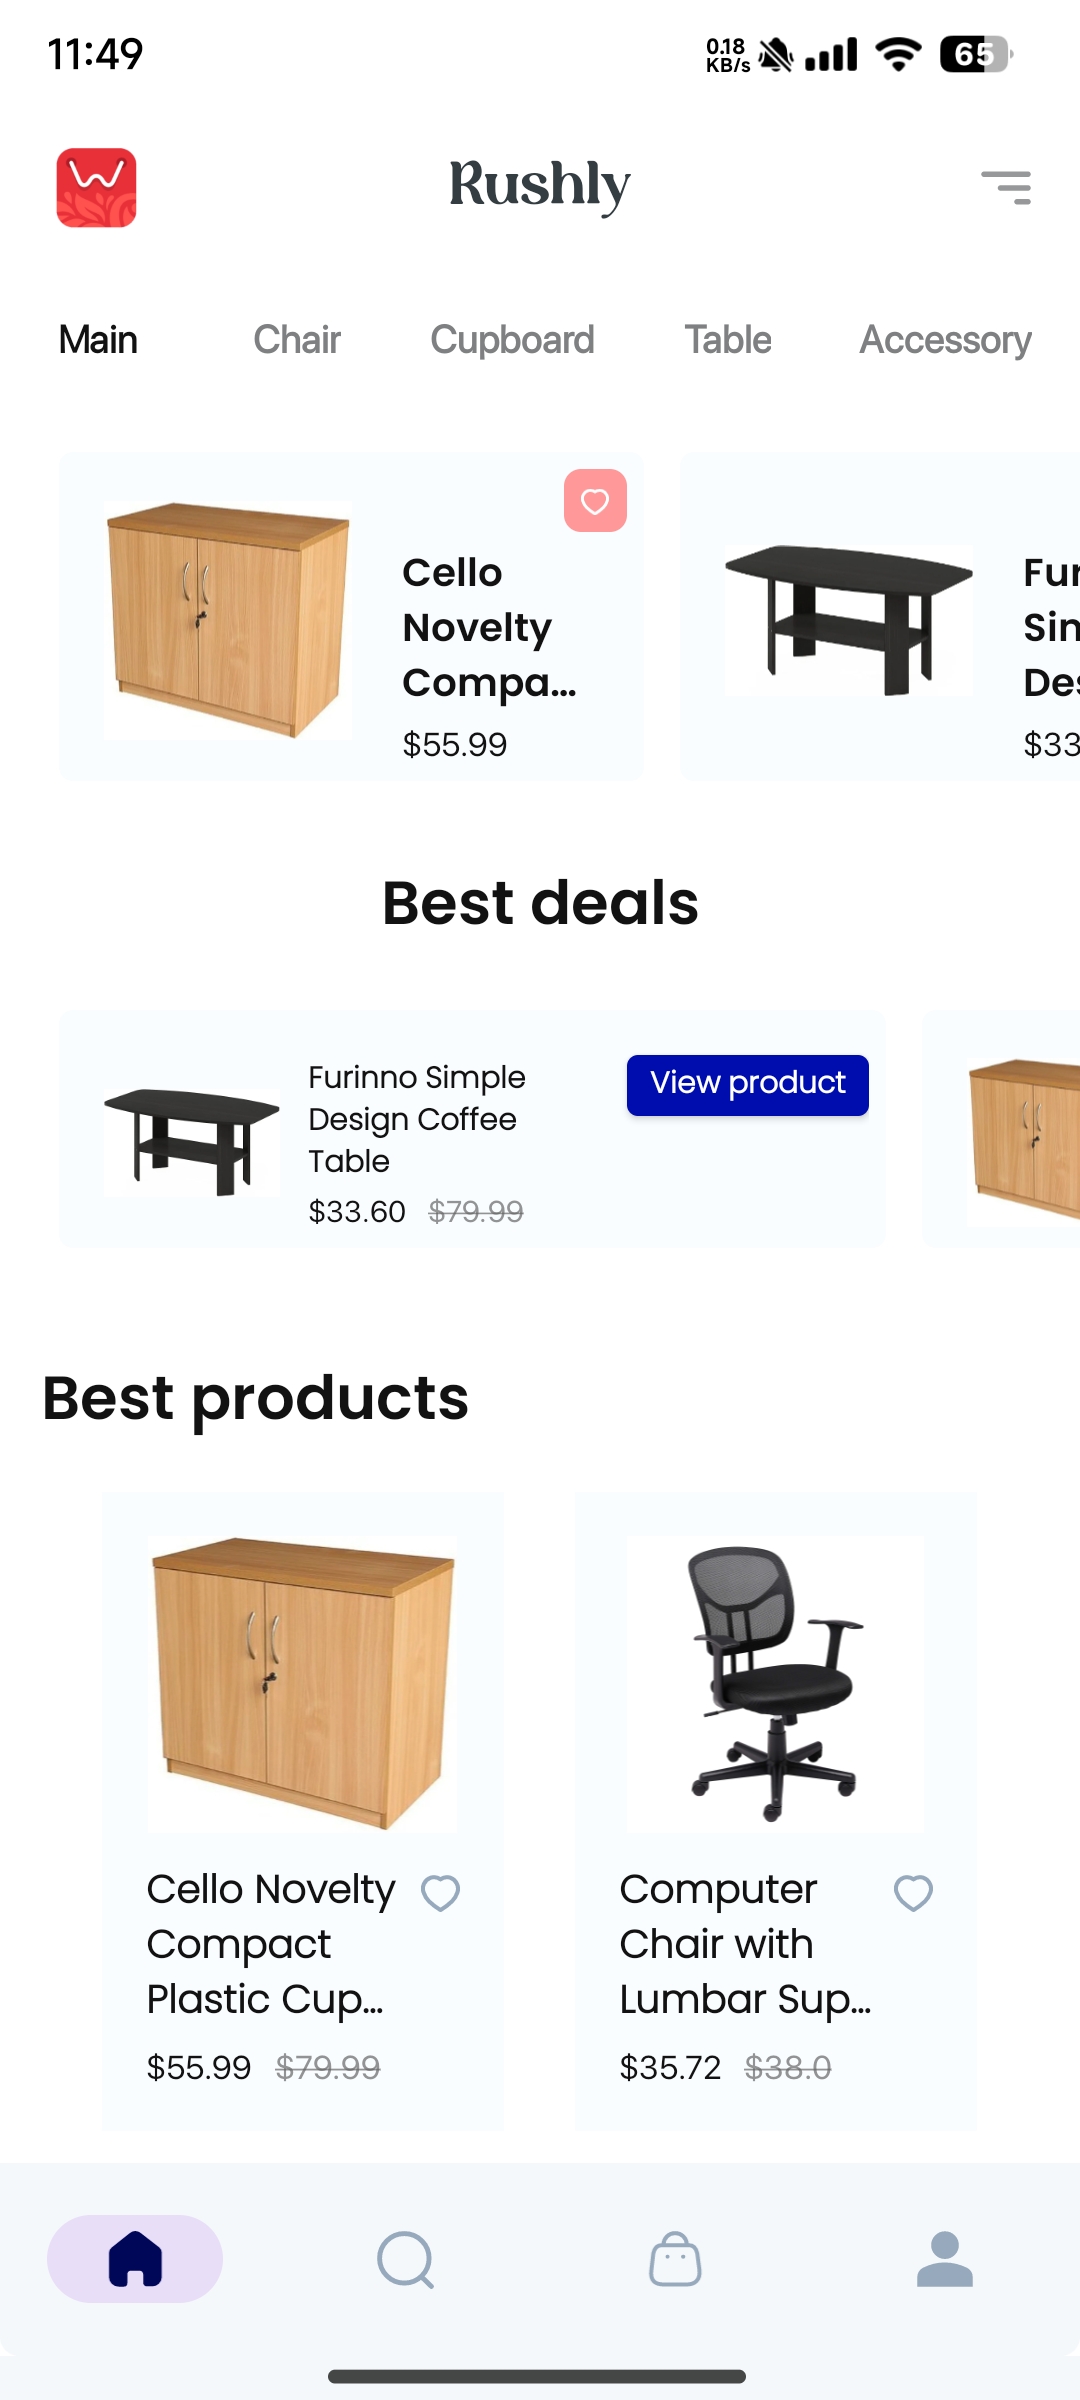 11:49
0.18
KB/s
65
Rushly
Main Chair Cupboard Table Accessory
Cello
Novelty
Compa...
$55.99
Fur
Sim
Des
$33
Best deals
Furinno Simple
Design Coffee
Table
$33.60 $79.99
View product
Best products
Cello Novelty
Compact
Plastic Cup...
$55.99 $79.99
Computer
Chair with
Lumbar Sup...
$35.72 $38.0